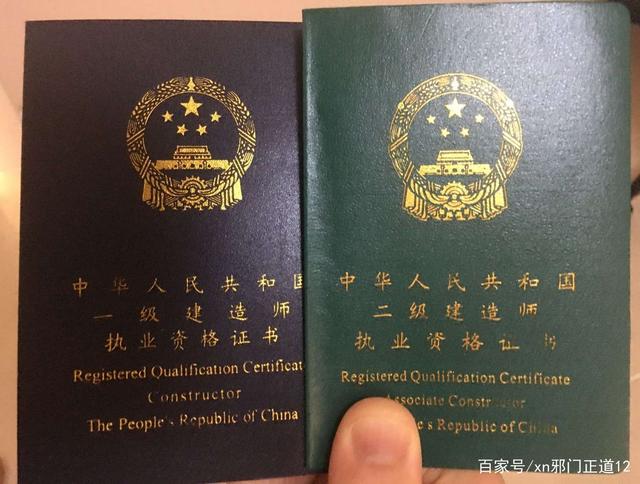 中华人民共和国
一级建造师
执业资格证书
Registered Qualification Certificat
Constructor
The People's Republic of China
中华人民共和国
二级建造师
执业资格证书
Registered Qualification Certificate
Associate Constructor
e's Republic of China
百家号/xn邪门正道12